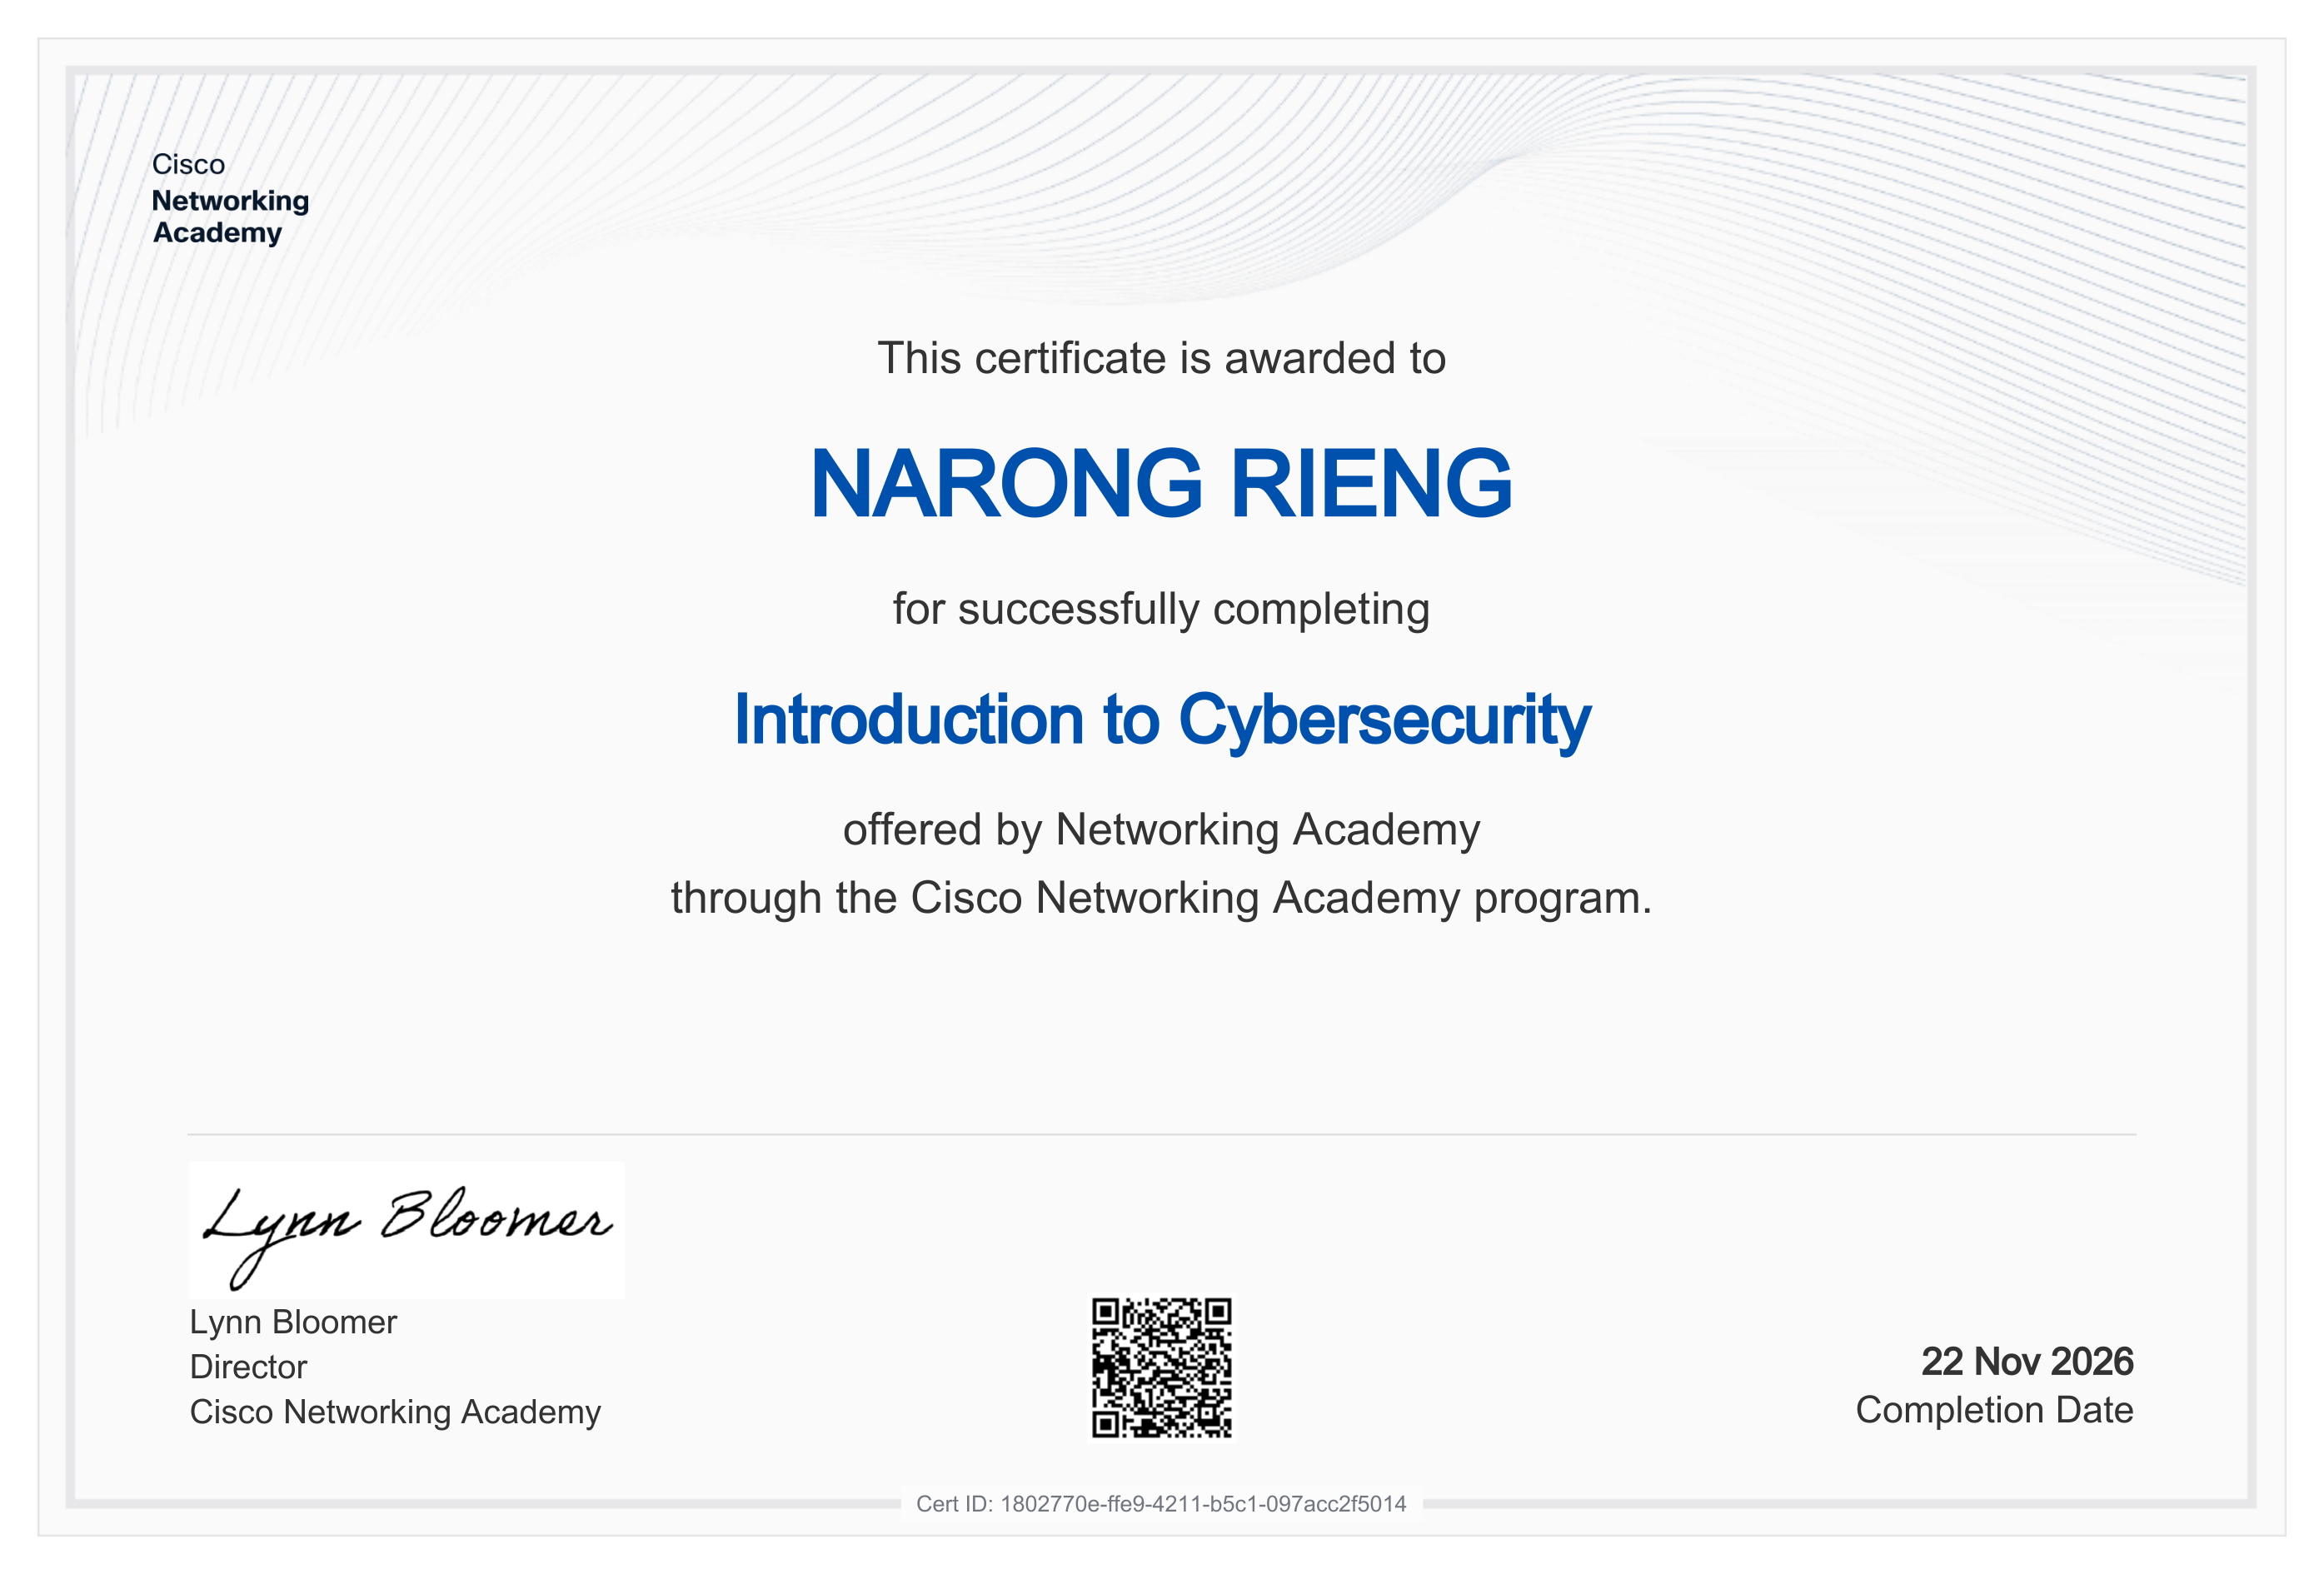 Cisco
Networking
Academy
This certificate is awarded to
NARONG RIENG
for successfully completing
Introduction to Cybersecurity
offered by Networking Academy
through the Cisco Networking Academy program.
Lynn Bloomer
Lynn Bloomer
Director
Cisco Networking Academy
22 Nov 2026
Completion Date
Cert ID: 1802770e-ffe9-4211-b5c1-097acc2f5014